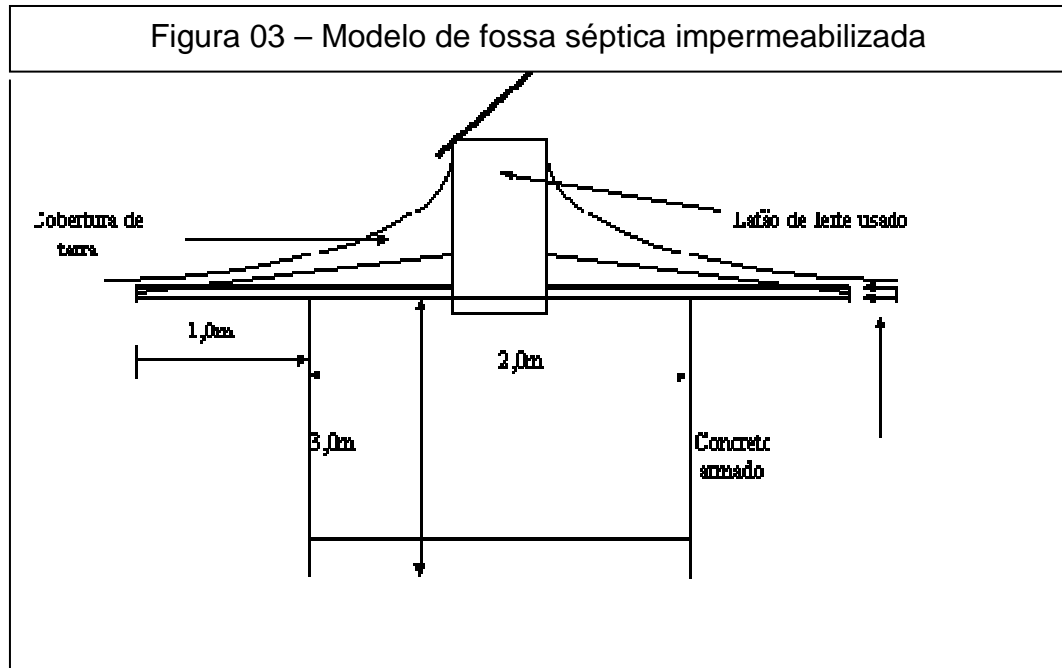 Figura 03 – Modelo de fossa séptica impermeabilizada
Cobertura de
terra
Latão de leite usado
1,0m
2,0m
3,0m
Concreto
armado